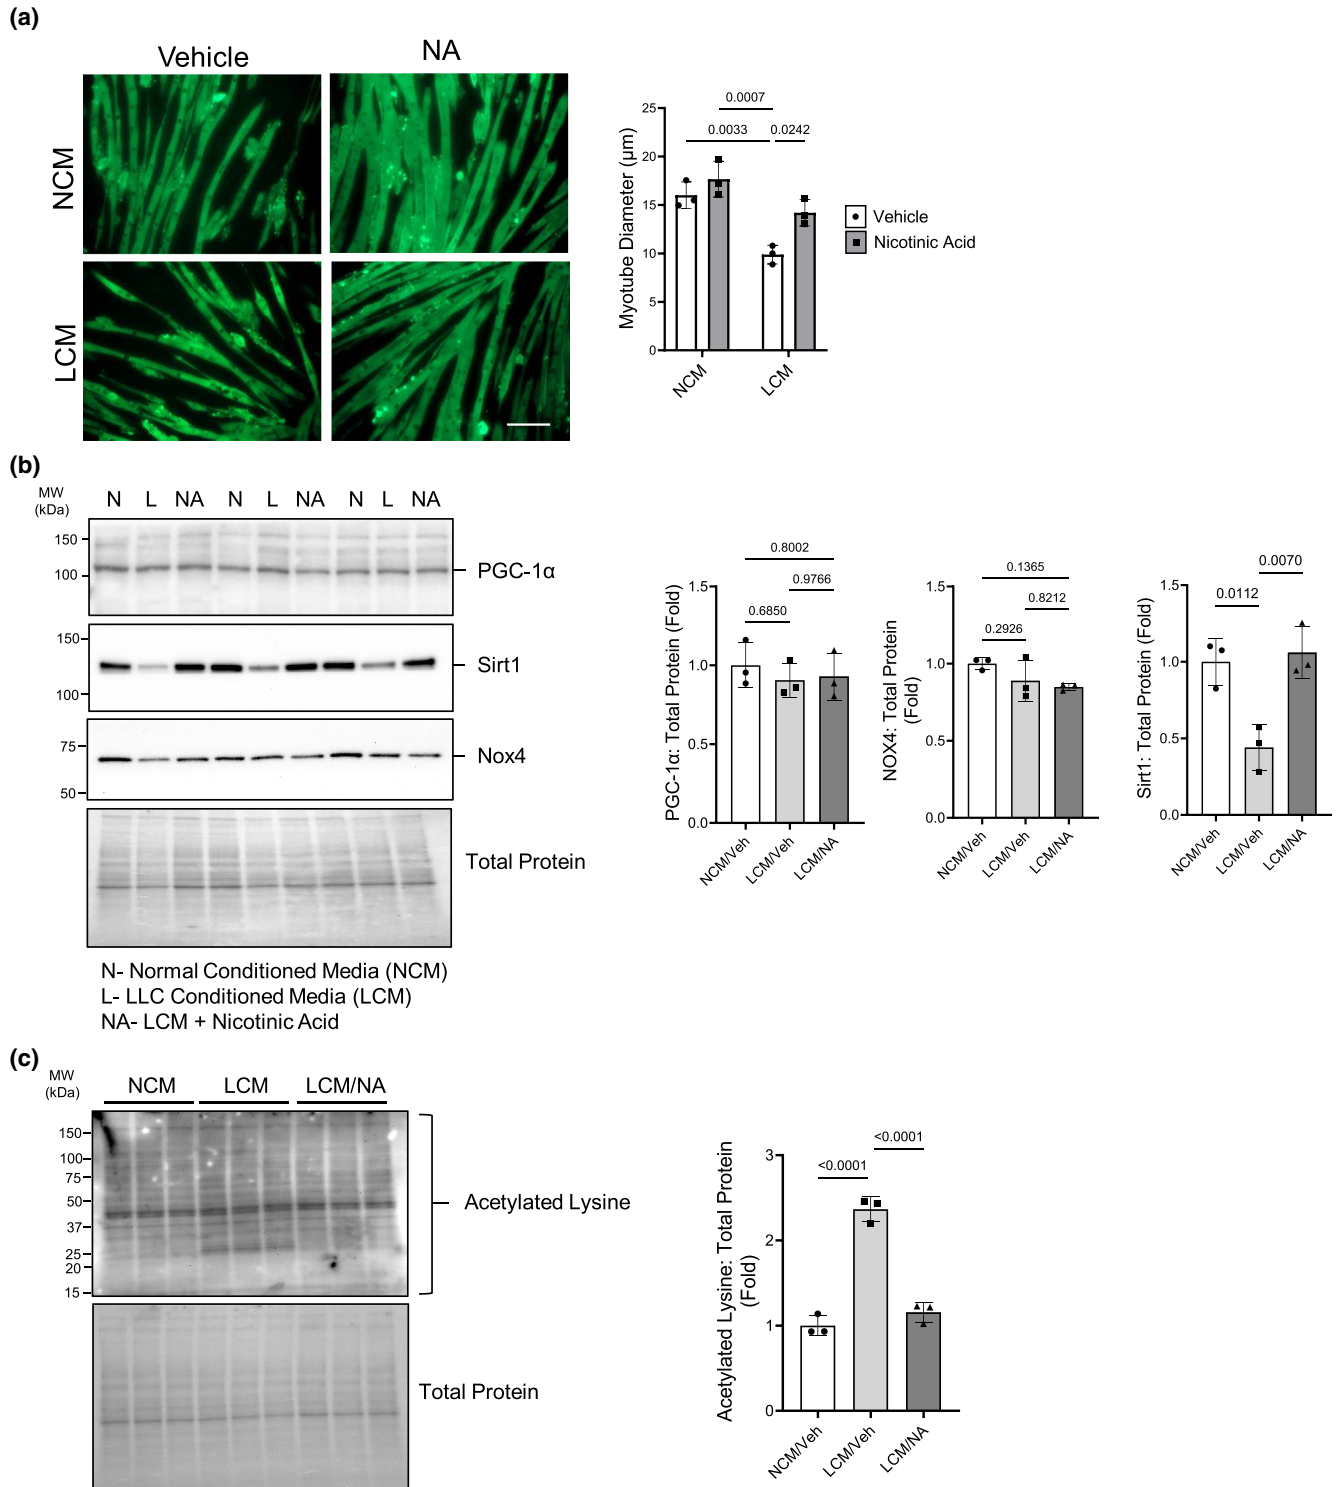 (a)
Vehicle
NA
NCM
LCM
0.0007
0.0033
0.0242
Myotube Diameter (µm)
25
20
15
10
5
0
NCM
LCM
Vehicle
Nicotinic Acid
(b)
MW
(kDa)
N L NA N L NA N L NA
150
100
PGC-1α
150
100
Sirt1
75
50
Nox4
Total Protein
N- Normal Conditioned Media (NCM)
L- LLC Conditioned Media (LCM)
NA- LCM + Nicotinic Acid
PGC-1α: Total Protein (Fold)
1.5
1.0
0.5
0.0
0.8002
0.9766
0.6850
NCM/Veh
LCM/Veh
LCM/NA
NOX4: Total Protein
(Fold)
1.5
1.0
0.5
0.0
0.1365
0.8212
0.2926
NCM/Veh
LCM/Veh
LCM/NA
Sirt1: Total Protein (Fold)
1.5
1.0
0.5
0.0
0.0070
0.0112
NCM/Veh
LCM/Veh
LCM/NA
(c)
MW
(kDa)
NCM LCM LCM/NA
150
100
75
50
37
25
20
15
Acetylated Lysine
Total Protein
Acetylated Lysine: Total Protein
(Fold)
3
2
1
0
<0.0001
<0.0001
NCM/Veh
LCM/Veh
LCM/NA